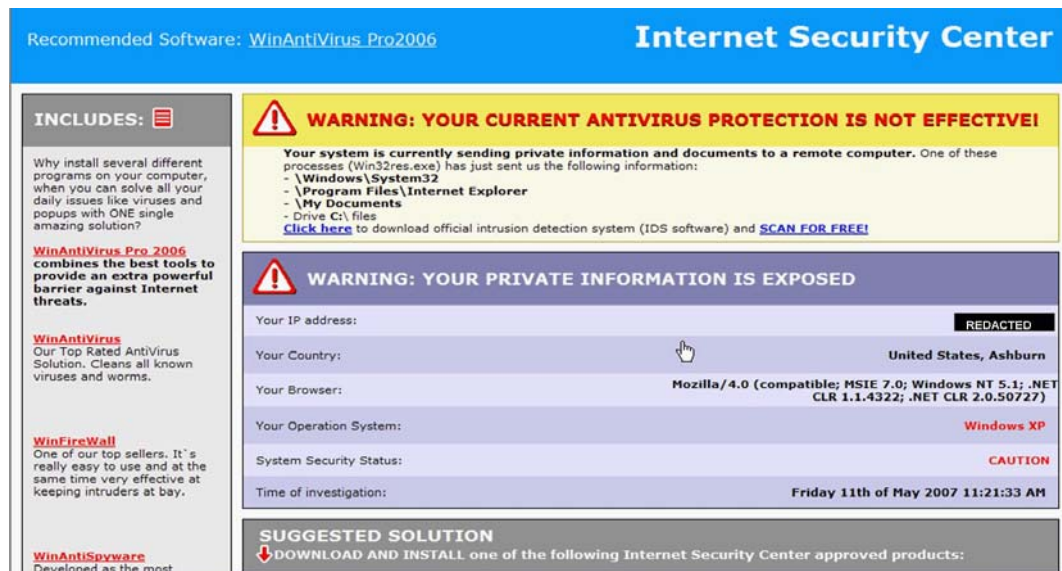 Recommended Software: WinAntiVirus Pro2006
Internet Security Center
INCLUDES:
Why install several different
programs on your computer,
when you can solve all your
daily issues like viruses and
popups with ONE single
amazing solution?
WinAntiVirus Pro 2006
combines the best tools to
provide an extra powerful
barrier against Internet
threats.
WinAntiVirus
Our Top Rated AntiVirus
Solution. Cleans all known
viruses and worms.
WinFireWall
One of our top sellers. It`s
really easy to use and at the
same time very effective at
keeping intruders at bay.
WinAntiSpyware
Developed as the most
WARNING: YOUR CURRENT ANTIVIRUS PROTECTION IS NOT EFFECTIVE!
Your system is currently sending private information and documents to a remote computer. One of these
processes (Win32res.exe) has just sent us the following information:
- \Windows\System32
- \Program Files\Internet Explorer
- \My Documents
- Drive C:\ files
Click here to download official intrusion detection system (IDS software) and SCAN FOR FREE!
WARNING: YOUR PRIVATE INFORMATION IS EXPOSED
Your IP address: REDACTED
Your Country: United States, Ashburn
Your Browser: Mozilla/4.0 (compatible; MSIE 7.0; Windows NT 5.1; .NET
CLR 1.1.4322; .NET CLR 2.0.50727)
Your Operation System: Windows XP
System Security Status: CAUTION
Time of investigation: Friday 11th of May 2007 11:21:33 AM
SUGGESTED SOLUTION
DOWNLOAD AND INSTALL one of the following Internet Security Center approved products: